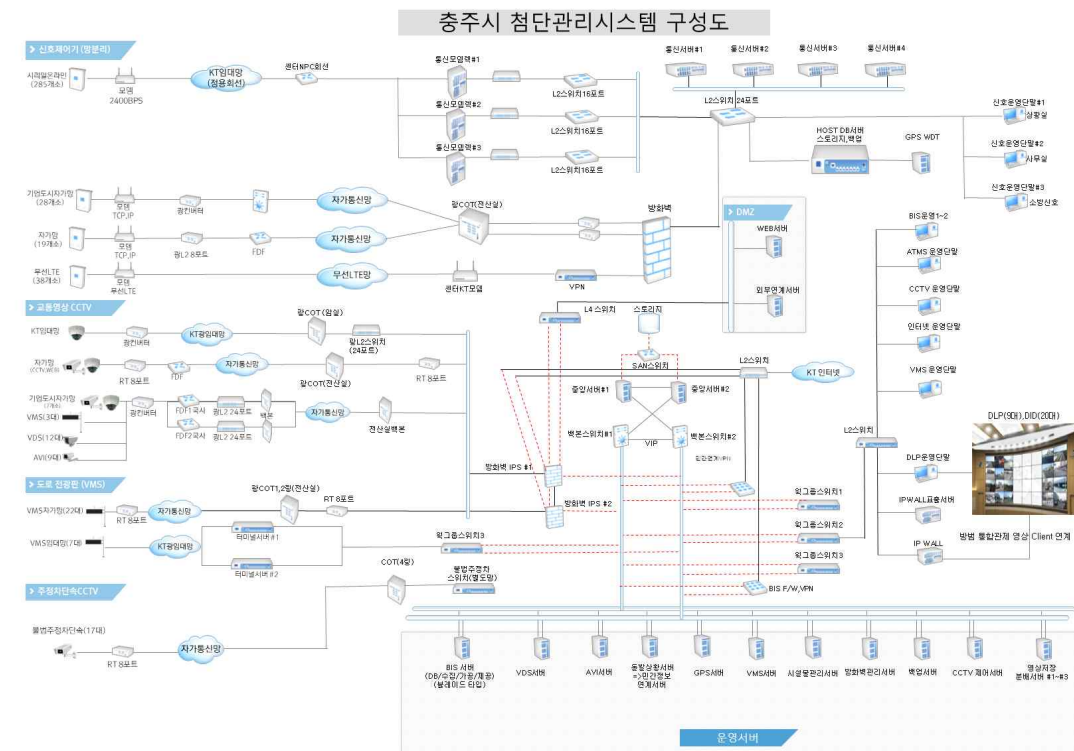 충주시 첨단관리시스템 구성도
> 신호제어기 (망분리)
시리얼온라인
(285개소)
모뎀
2400BPS
KT임대망
(전용회선)
센터NPC회선
통신모뎀랙#1
통신모뎀랙#2
통신모뎀랙#3
L2스위치16포트
L2스위치16포트
L2스위치16포트
통신서버#1
통신서버#2
통신서버#3
통신서버#4
L2스위치24포트
HOST DB서버
스토리지,백업
GPS WDT
신호운영단말#1
상황실
신호운영단말#2
사무실
신호운영단말#3
소방신호
기업도시자가망
(28개소)
모뎀
TCP,IP
광컨버터
자가통신망
광COT(전산실)
방화벽
자가망
(19개소)
모뎀
TCP,IP
광L2 8포트
FDF
자가통신망
무선LTE
(38개소)
모뎀
무선LTE
무선LTE망
센터KT모뎀
VPN
> DMZ
WEB서버
외부연계서버
BIS운영1~2
ATMS 운영단말
CCTV 운영단말
인터넷 운영단말
VMS 운영단말
> 교통영상 CCTV
KT임대망
광컨버터
KT광임대망
광COT (암실)
광L2스위치
(24포트)
자가망
(CCTV,WCB)
RT 8포트
FDF
자가통신망
광COT(전산실)
RT 8포트
기업도시자가망
(7개소)
VMS(3대)
VDS(12대)
AVI(9대)
광컨버터
FDF1국사
광L2 24포트
백본
FDF2국사
광L2 24포트
자가통신망
전산실백본
L4 스위치
스토리지
SAN스위치
중앙서버#1
중앙서버#2
백본스위치#1
VIP
백본스위치#2
L2스위치
KT 인터넷
민간연계VPN
방화벽 IPS #1
방화벽 IPS #2
L2스위치
DLP(9대),DID(20대)
DLP운영단말
IPWALL표출서버
IP WALL
방범 통합관제 영상 Client 연계
> 도로 전광판 (VMS)
VMS자가망(22대)
RT 8포트
자가통신망
광COT1,2링(전산실)
RT 8포트
VMS임대망(7대)
KT광임대망
터미널서버 #1
터미널서버 #2
워그룹스위치3
워그룹스위치1
워그룹스위치2
워그룹스위치3
BIS F/W,VPN
> 주정차단속CCTV
불법주정차단속(17대)
RT 8포트
자가통신망
COT(4링)
불법주정차
스위치(별도망)
BIS 서버
(DB/수집/가공/제공)
(블레이드 타입)
VDS서버
AVI서버
돌발상황서버
=>민간정보
연계서버
GPS서버
VMS서버
시설물관리서버
방화벽관리서버
백업서버
CCTV 제어서버
영상저장
분배서버 #1~#3
운영서버